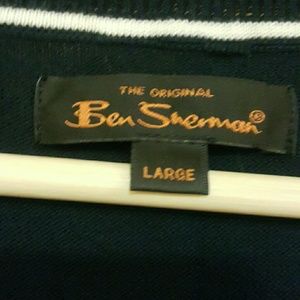 THE ORIGINAL
Ben Sherman®
LARGE